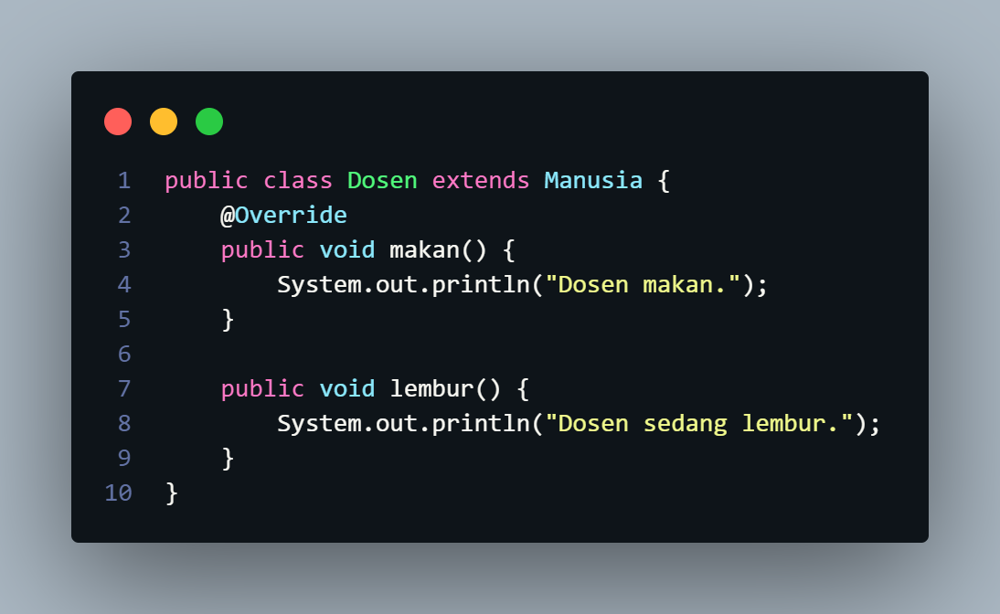 1 public class Dosen extends Manusia {
2     @Override
3     public void makan() {
4         System.out.println("Dosen makan.");
5     }
6
7     public void lembur() {
8         System.out.println("Dosen sedang lembur.");
9     }
10 }